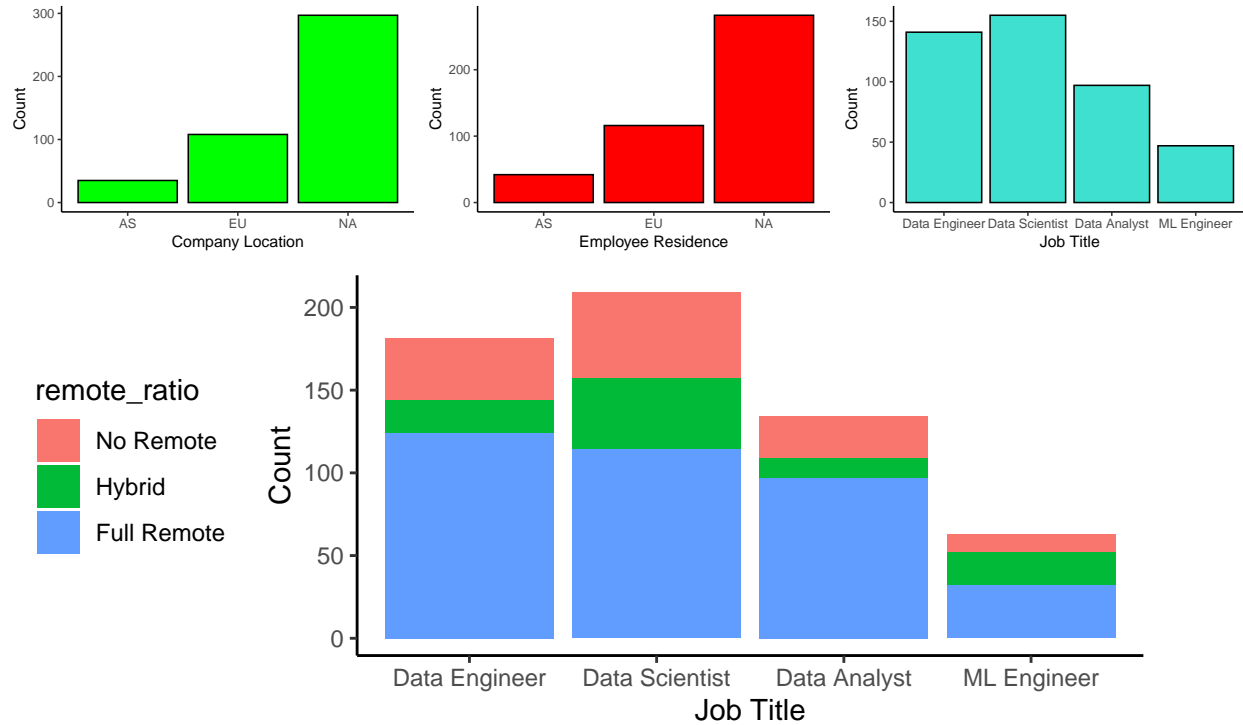 300
200
100
0
Count
AS EU NA
Company Location
200
100
0
Count
AS EU NA
Employee Residence
150
100
50
0
Count
Data Engineer Data Scientist Data Analyst ML Engineer
Job Title
remote_ratio
No Remote
Hybrid
Full Remote
200
150
100
50
0
Count
Data Engineer Data Scientist Data Analyst ML Engineer
Job Title